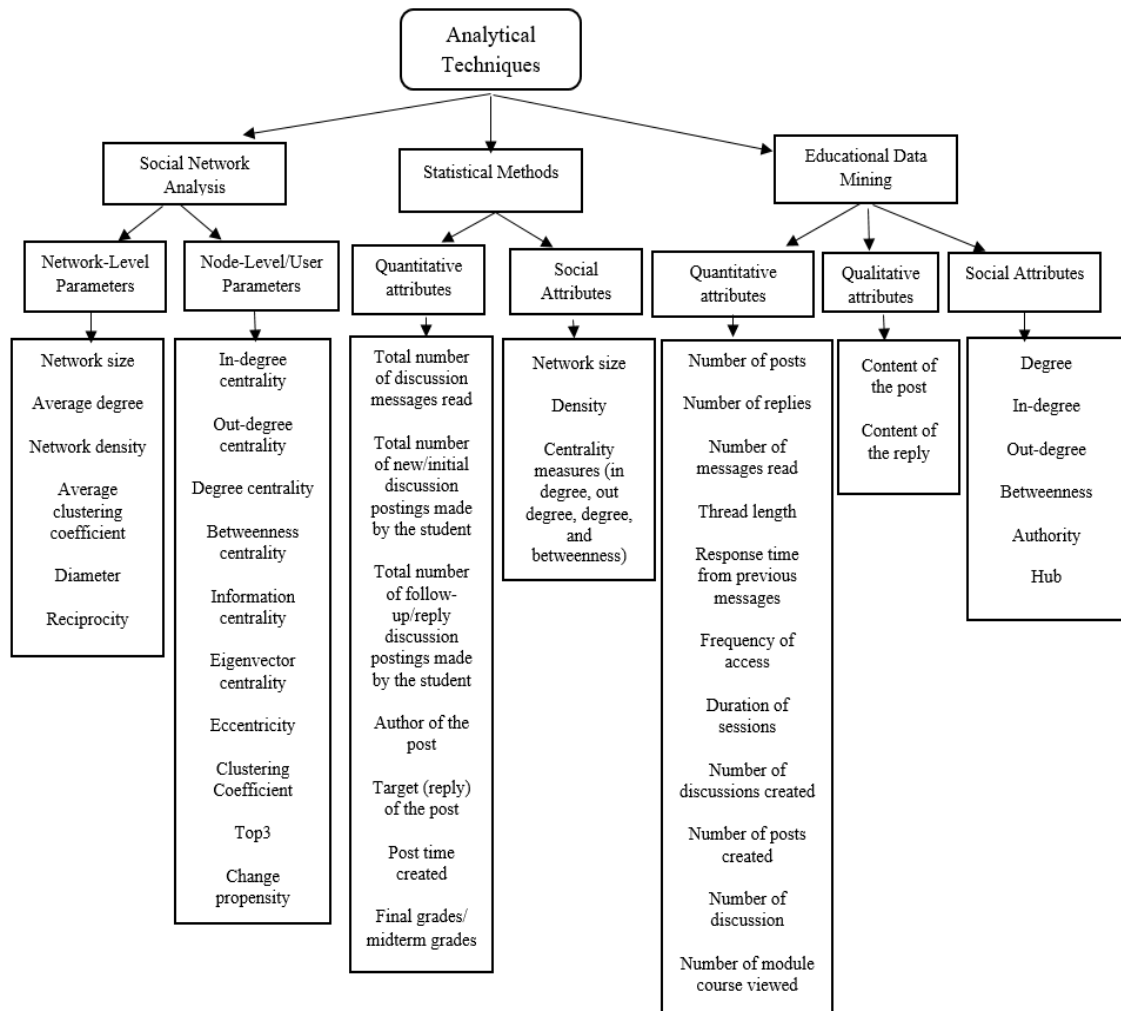 Analytical
Techniques
Social Network
Analysis
Statistical Methods
Educational Data
Mining
Network-Level
Parameters
Node-Level/User
Parameters
Quantitative
attributes
Social
Attributes
Quantitative
attributes
Qualitative
attributes
Social Attributes
Network size
Average degree
Network density
Average
clustering
coefficient
Diameter
Reciprocity
In-degree
centrality
Out-degree
centrality
Degree centrality
Betweenness
centrality
Information
centrality
Eigenvector
centrality
Eccentricity
Clustering
Coefficient
Top3
Change
propensity
Total number
of discussion
messages read
Total number
of new/initial
discussion
postings made
by the student
Total number
of follow-
up/reply
discussion
postings made
by the student
Author of the
post
Target (reply)
of the post
Post time
created
Final grades/
midterm grades
Network size
Density
Centrality
measures (in
degree, out
degree, degree,
and
betweenness)
Number of posts
Number of replies
Number of
messages read
Thread length
Response time
from previous
messages
Frequency of
access
Duration of
sessions
Number of
discussions created
Number of posts
created
Number of
discussion
Number of module
course viewed
Content of
the post
Content of
the reply
Degree
In-degree
Out-degree
Betweenness
Authority
Hub